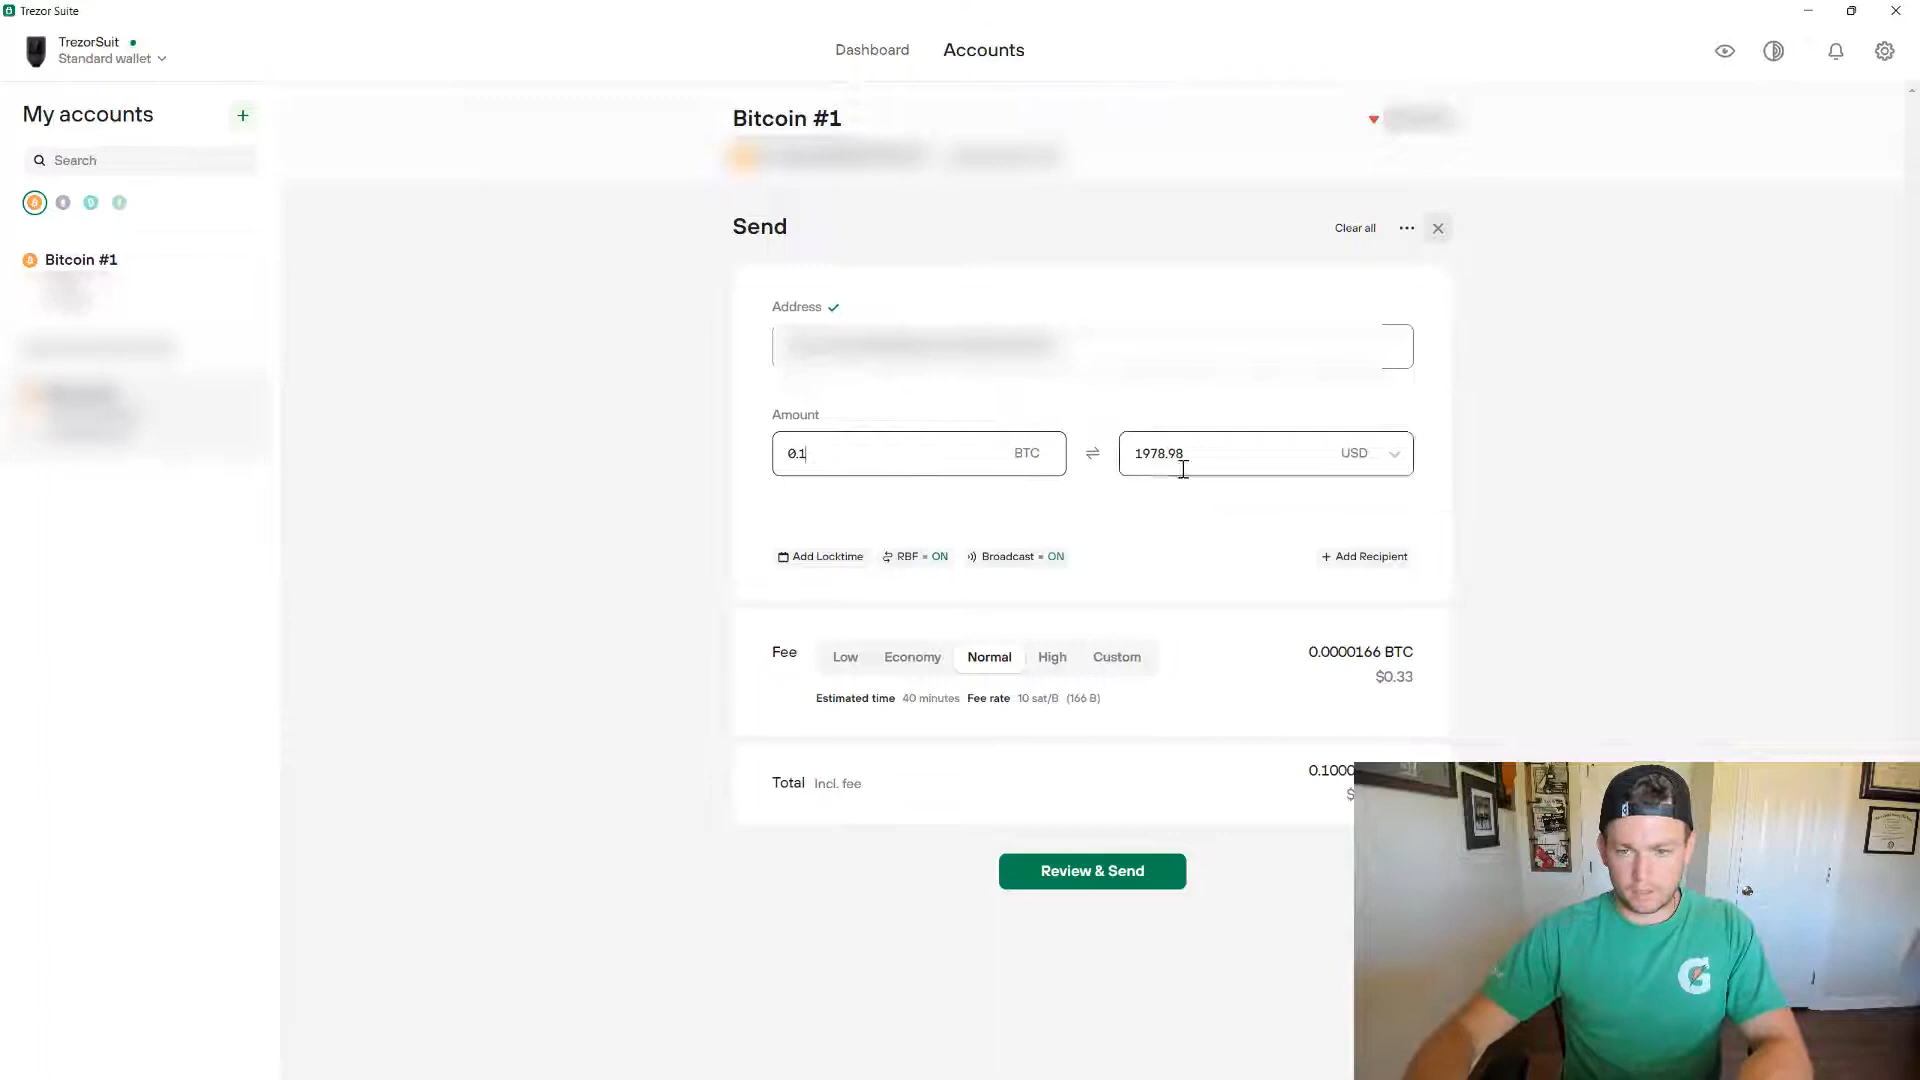 Trezor Suite
TrezorSuit
Standard wallet
Dashboard
Accounts
My accounts
+
Search
Bitcoin #1
Bitcoin #1
Send
Clear all
Address
Amount
0.1 BTC
1978.98 USD
Add Locktime
RBF = ON
Broadcast = ON
+ Add Recipient
Fee
Low
Economy
Normal
High
Custom
0.0000166 BTC
$0.33
Estimated time 40 minutes Fee rate 10 sat/B (166 B)
Total Incl. fee
0.1000
$
Review & Send
G